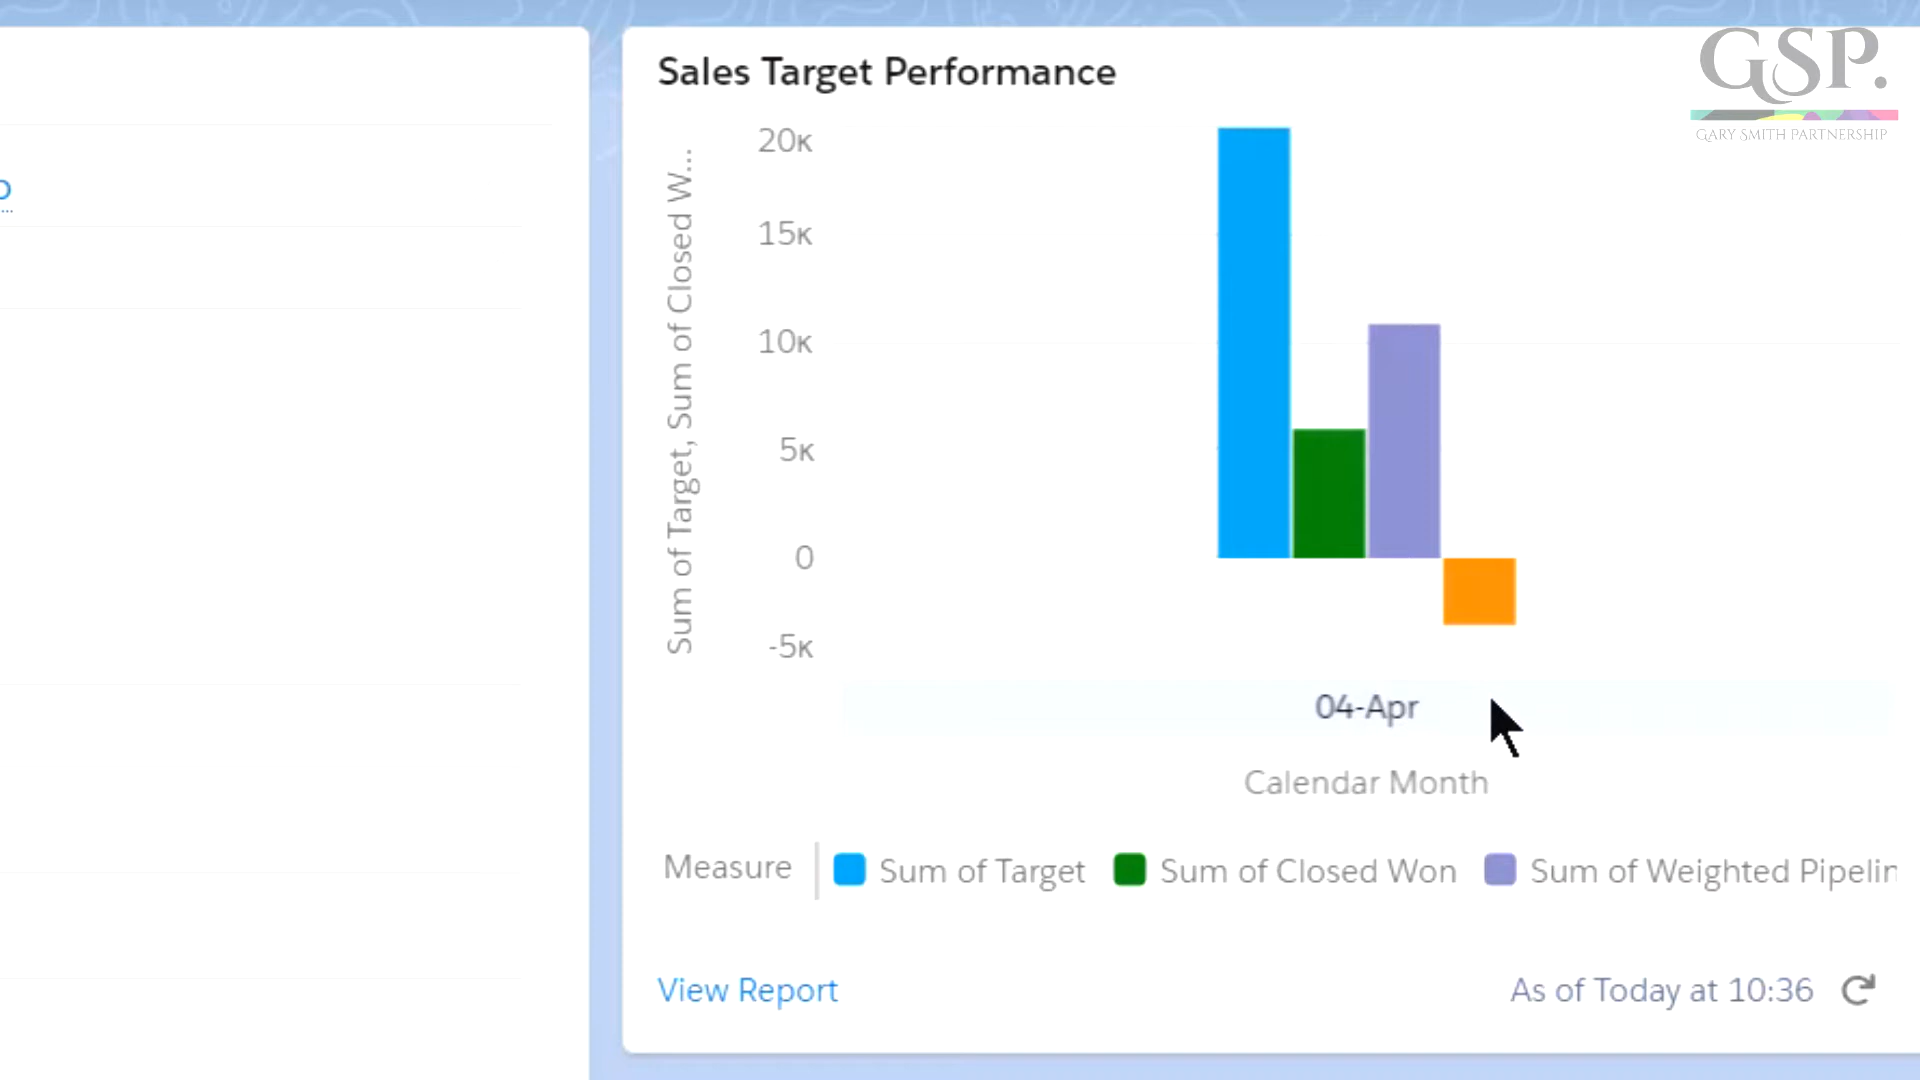 Sales Target Performance
GSP.
GARY SMITH PARTNERSHIP
Sum of Target, Sum of Closed W...
20K
15K
10K
5K
0
-5K
04-Apr
Calendar Month
Measure
Sum of Target
Sum of Closed Won
Sum of Weighted Pipelin
View Report
As of Today at 10:36